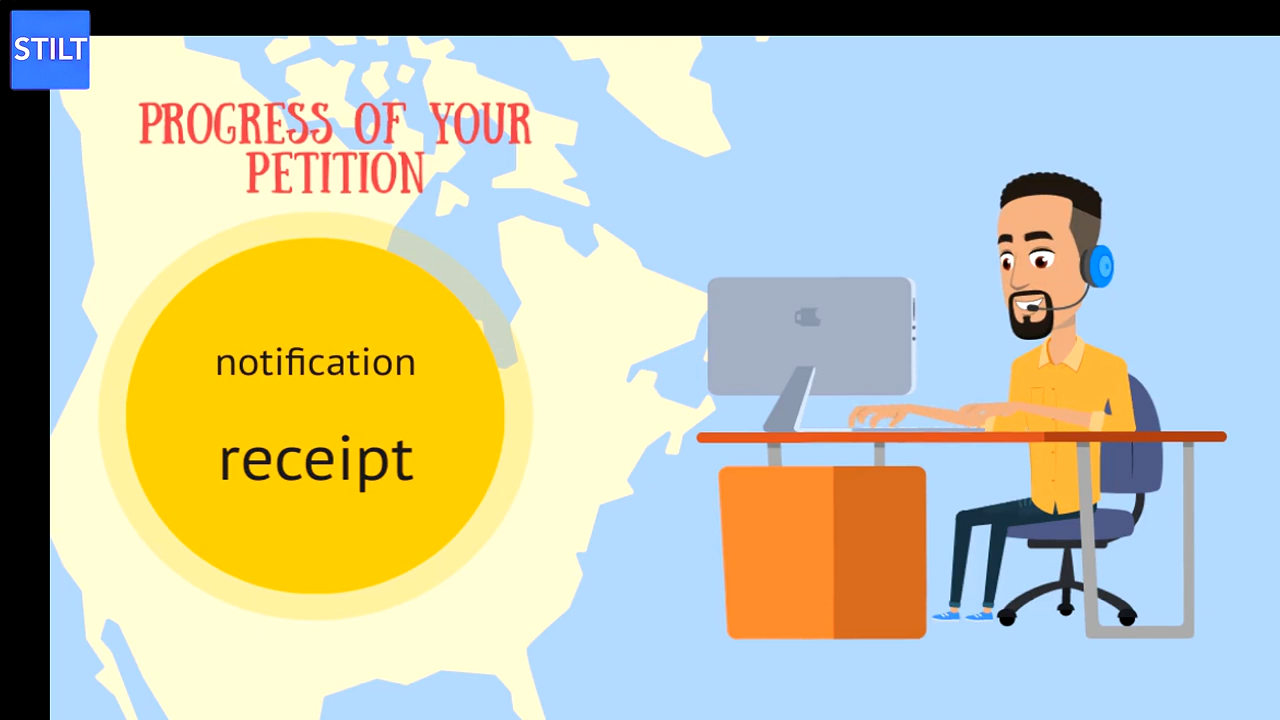 STILT
PROGRESS OF YOUR
PETITION
notification
receipt